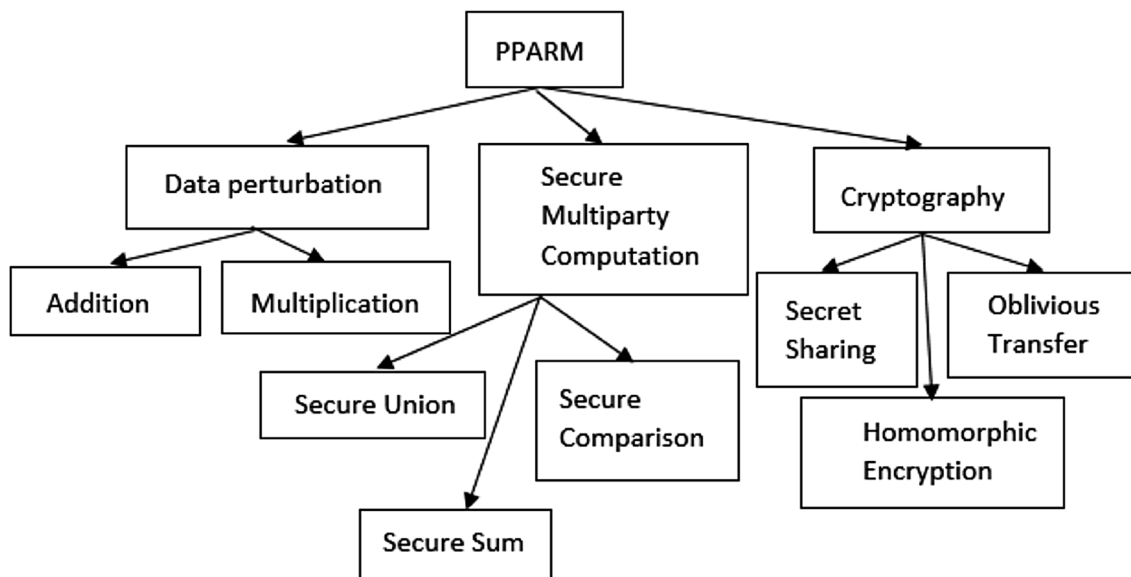 PPARM
Data perturbation
Secure
Multiparty
Computation
Cryptography
Addition
Multiplication
Secret
Sharing
Oblivious
Transfer
Secure Union
Secure
Comparison
Homomorphic
Encryption
Secure Sum